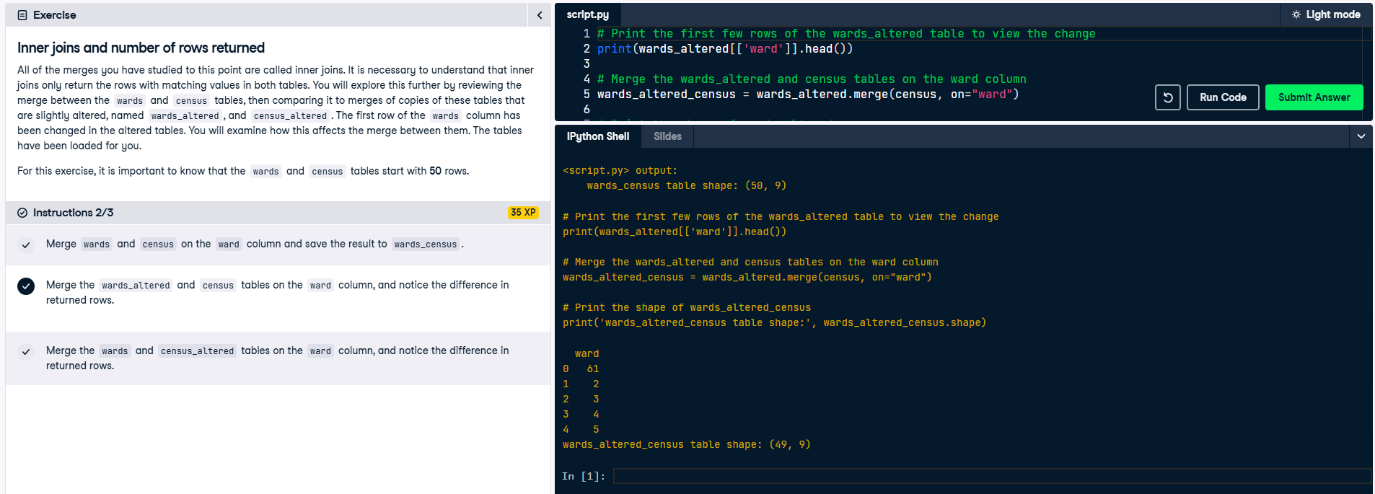 Exercise
Inner joins and number of rows returned
All of the merges you have studied to this point are called inner joins. It is necessary to understand that inner
joins only return the rows with matching values in both tables. You will explore this further by reviewing the
merge between the wards and census tables, then comparing it to merges of copies of these tables that
are slightly altered, named wards_altered, and census_altered. The first row of the wards column has
been changed in the altered tables. You will examine how this affects the merge between them. The tables
have been loaded for you.
For this exercise, it is important to know that the wards and census tables start with 50 rows.
Instructions 2/3
35 XP
Merge wards and census on the ward column and save the result to wards_census.
Merge the wards_altered and census tables on the ward column, and notice the difference in
returned rows.
Merge the wards and census_altered tables on the ward column, and notice the difference in
returned rows.
script.py
Light mode
1 # Print the first few rows of the wards_altered table to view the change
2 print(wards_altered[['ward']].head())
3
4 # Merge the wards_altered and census tables on the ward column
5 wards_altered_census = wards_altered.merge(census, on="ward")
6
Run Code
Submit Answer
IPython Shell
Slides
<script.py> output:
    wards_census table shape: (50, 9)
# Print the first few rows of the wards_altered table to view the change
print(wards_altered[['ward']].head())
# Merge the wards_altered and census tables on the ward column
wards_altered_census = wards_altered.merge(census, on="ward")
# Print the shape of wards_altered_census
print('wards_altered_census table shape:', wards_altered_census.shape)
  ward
0   61
1    2
2    3
3    4
4    5
wards_altered_census table shape: (49, 9)
In [1]: